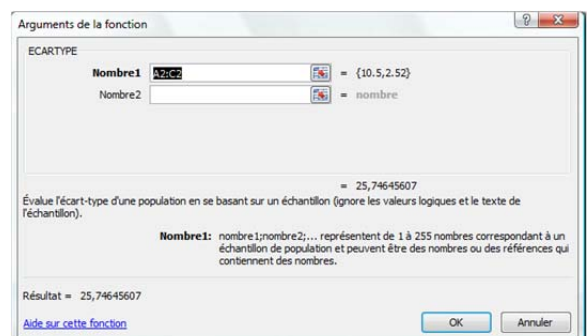 Arguments de la fonction
ECARTYPE
Nombre1 A2:C2 = {10.5,2.52}
Nombre2 = nombre
= 25,74645607
Évalue l'écart-type d'une population en se basant sur un échantillon (ignore les valeurs logiques et le texte de
l'échantillon).
Nombre1: nombre1;nombre2;... représentent de 1 à 255 nombres correspondant à un
échantillon de population et peuvent être des nombres ou des références qui
contiennent des nombres.
Résultat = 25,74645607
Aide sur cette fonction OK Annuler